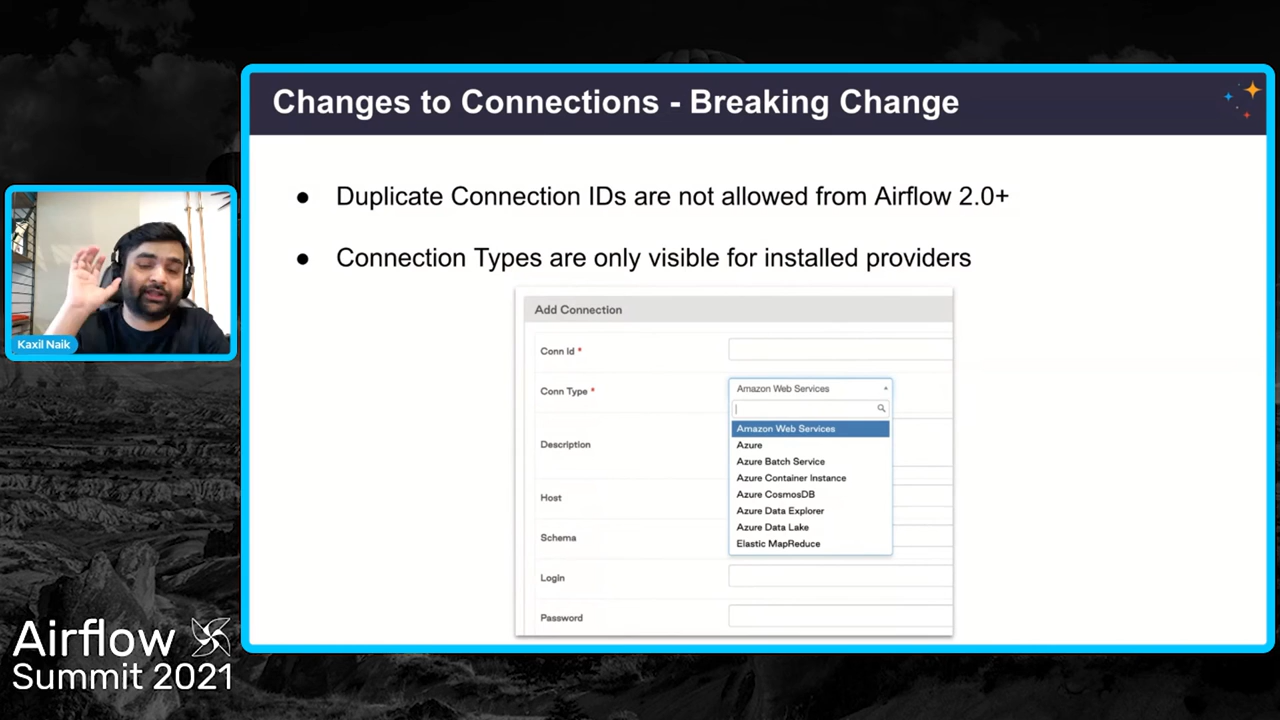 Changes to Connections - Breaking Change
● Duplicate Connection IDs are not allowed from Airflow 2.0+
● Connection Types are only visible for installed providers
Add Connection
Conn Id *
Conn Type *
Amazon Web Services
Amazon Web Services
Azure
Azure Batch Service
Azure Container Instance
Azure CosmosDB
Azure Data Explorer
Azure Data Lake
Elastic MapReduce
Description
Host
Schema
Login
Password
Kaxil Naik
Airflow
Summit 2021